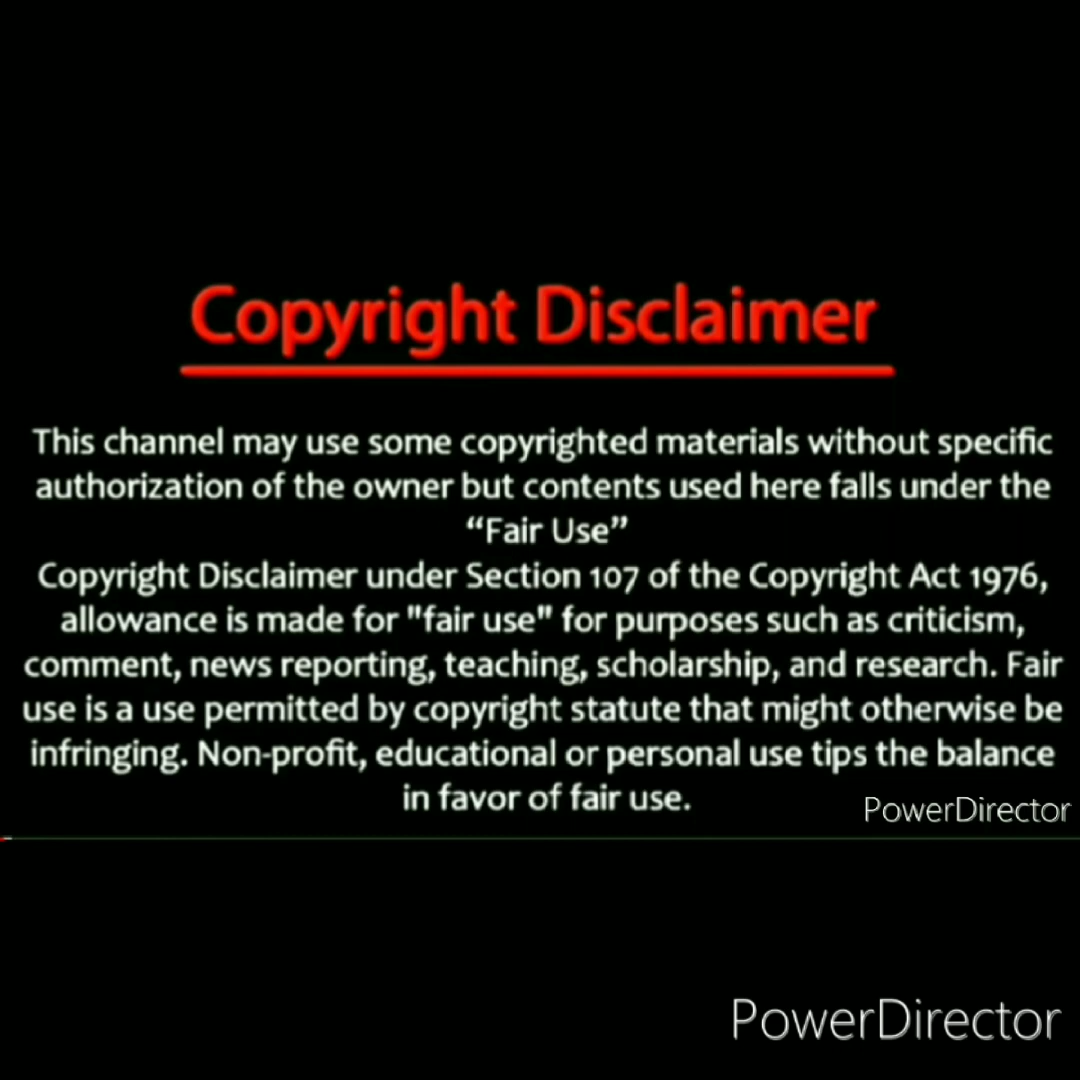 Copyright Disclaimer
This channel may use some copyrighted materials without specific
authorization of the owner but contents used here falls under the
“Fair Use”
Copyright Disclaimer under Section 107 of the Copyright Act 1976,
allowance is made for "fair use" for purposes such as criticism,
comment, news reporting, teaching, scholarship, and research. Fair
use is a use permitted by copyright statute that might otherwise be
infringing. Non-profit, educational or personal use tips the balance
in favor of fair use.
PowerDirector
PowerDirector